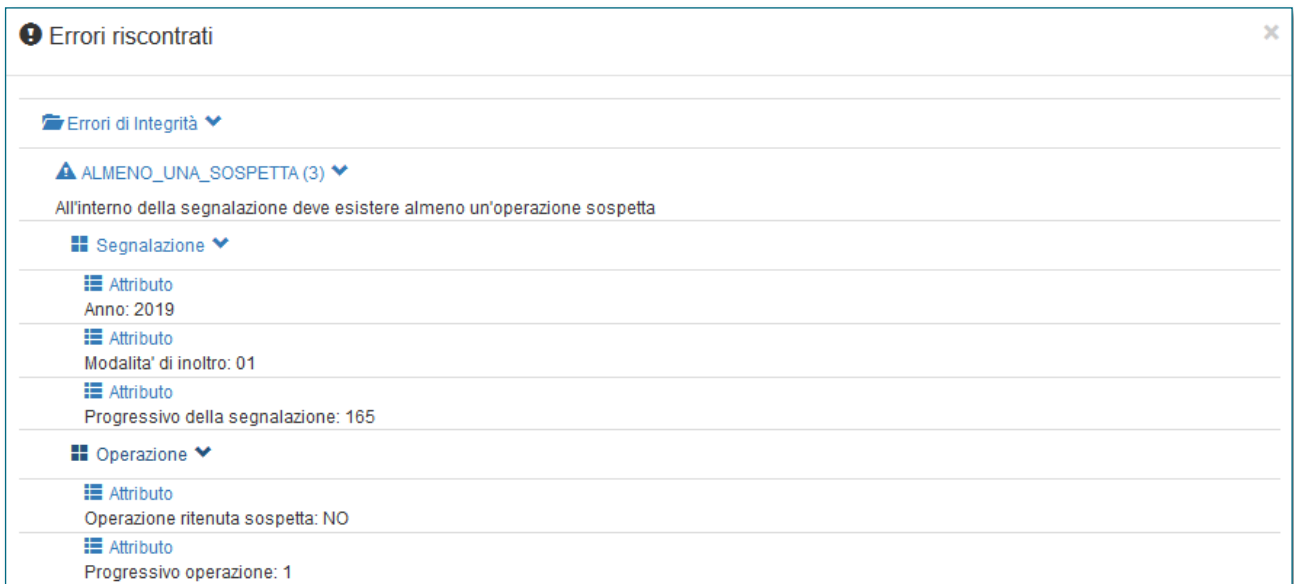 Errori riscontrati
Errori di Integrità
ALMENO_UNA_SOSPETTA (3)
All'interno della segnalazione deve esistere almeno un'operazione sospetta
Segnalazione
Attributo
Anno: 2019
Attributo
Modalita' di inoltro: 01
Attributo
Progressivo della segnalazione: 165
Operazione
Attributo
Operazione ritenuta sospetta: NO
Attributo
Progressivo operazione: 1